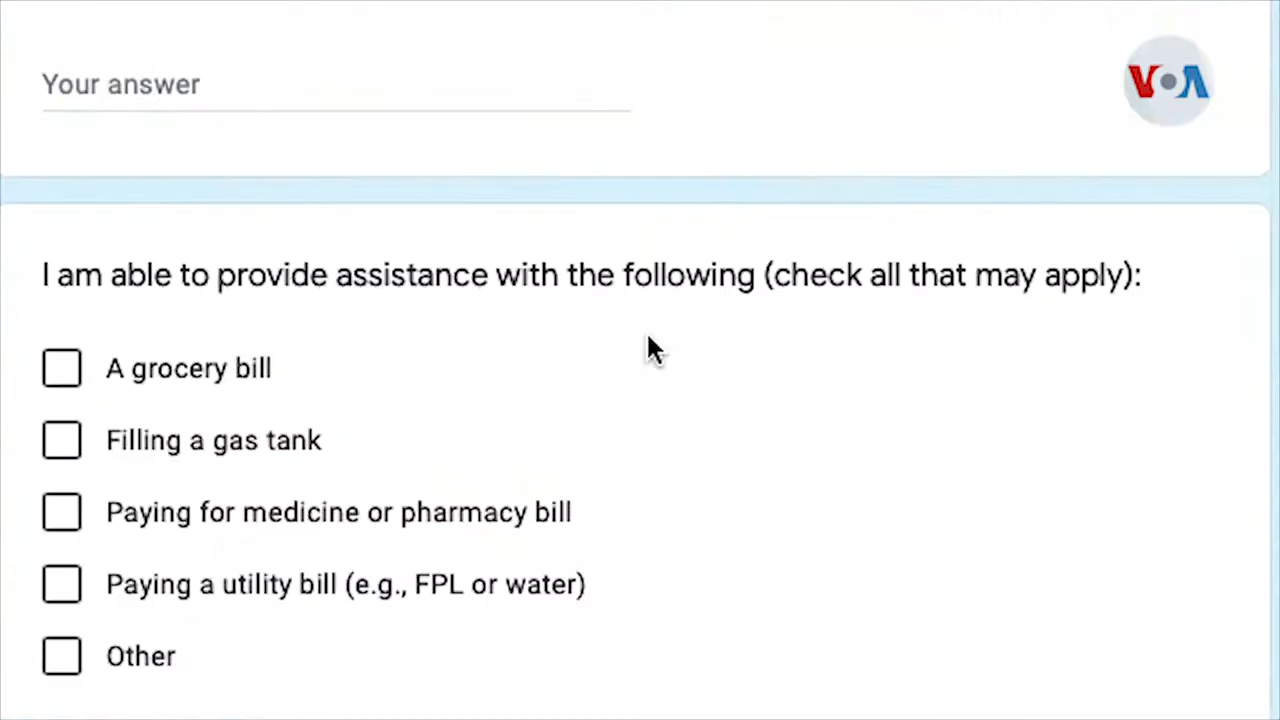 Your answer
VOA
I am able to provide assistance with the following (check all that may apply):
A grocery bill
Filling a gas tank
Paying for medicine or pharmacy bill
Paying a utility bill (e.g., FPL or water)
Other